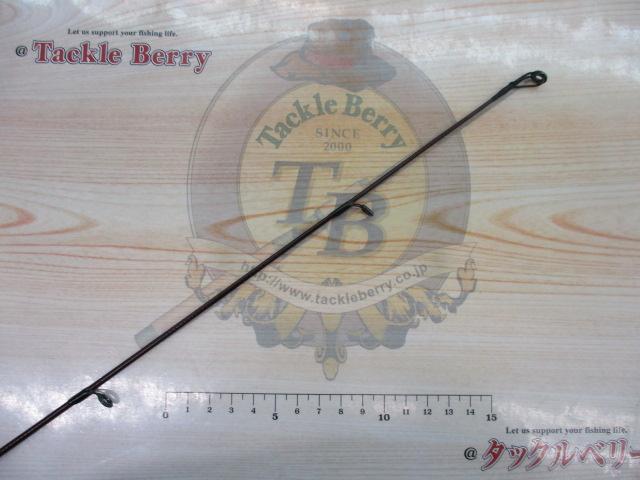 Let us support your fishing life.
@ Tackle Berry
Tackle Berry
SINCE
2000
TB
http://www.tackleberry.co.jp
0 1 2 3 4 5 6 7 8 9 10 11 12 13 14 15
Let us support your fishing life.
@ タックルベリー